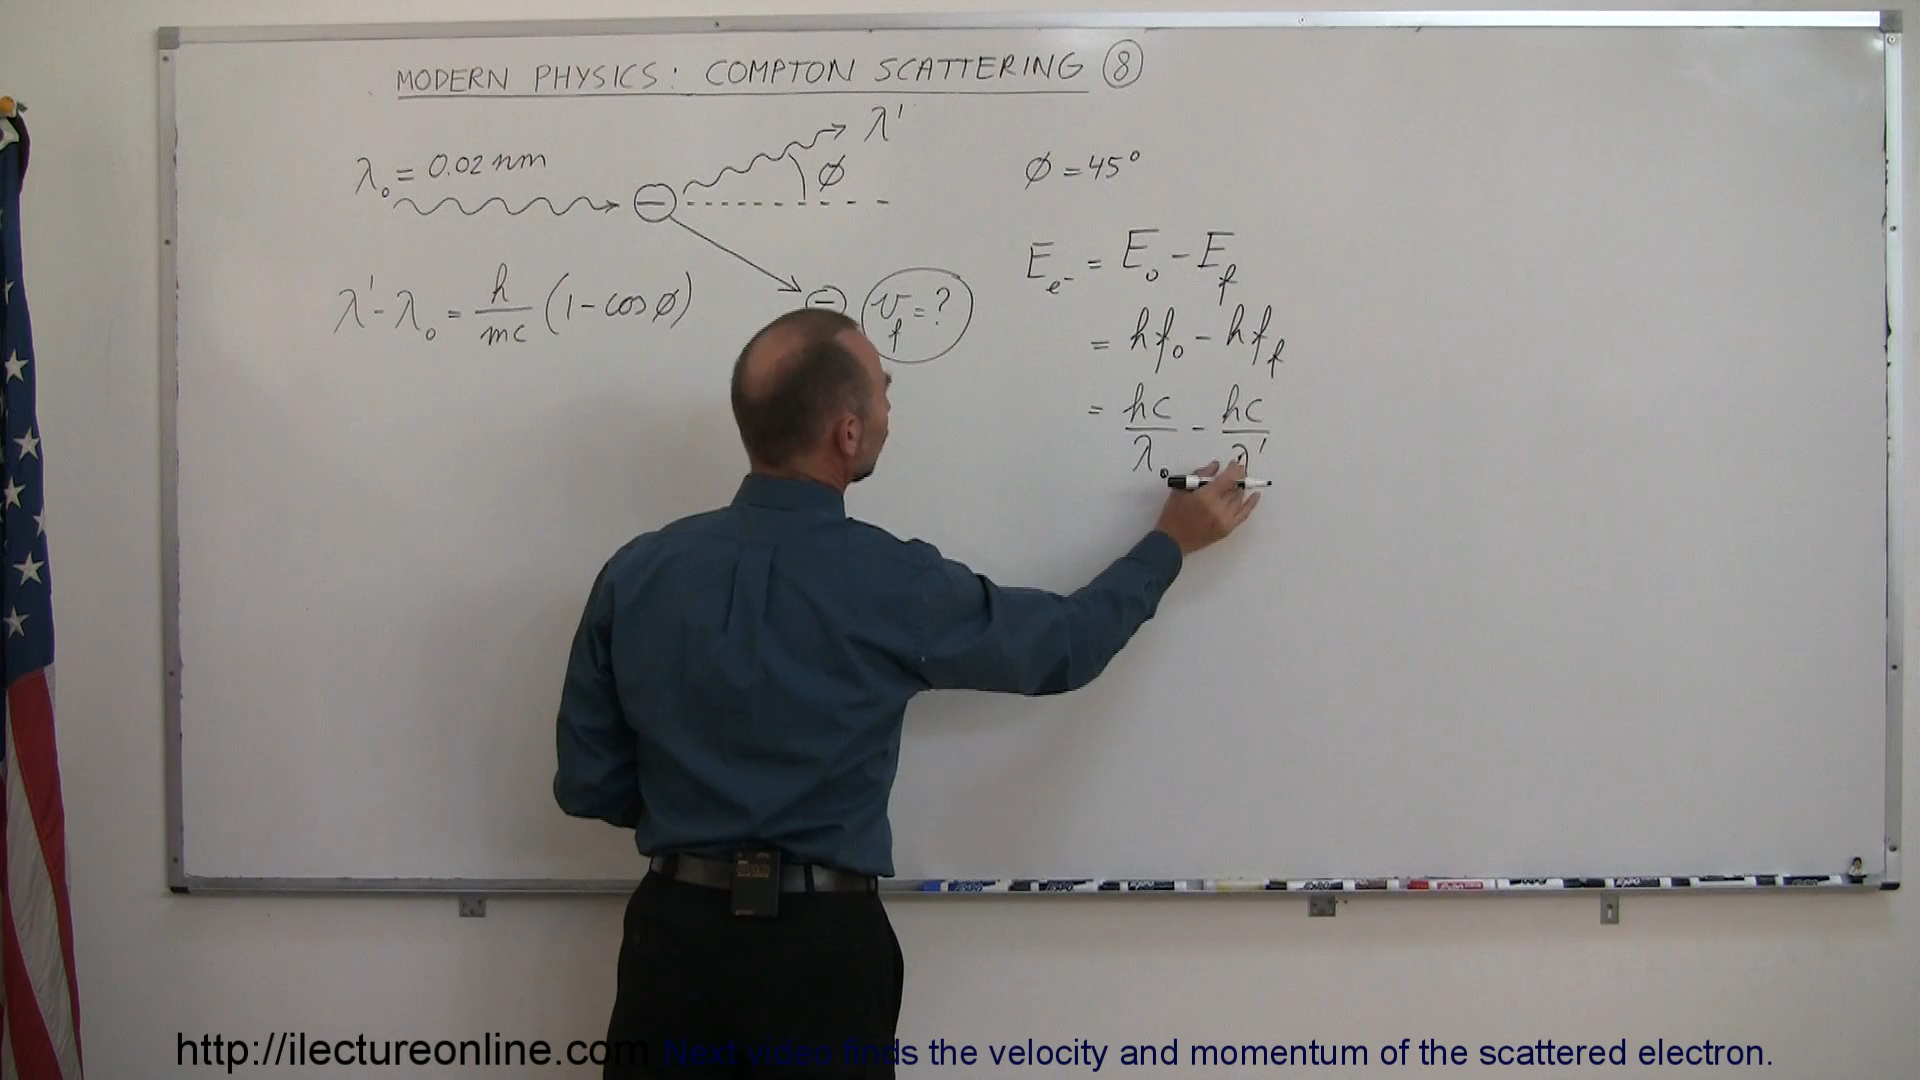 MODERN PHYSICS: COMPTON SCATTERING ⑧
λ₀ = 0.02 nm
λ'
ϕ
λ' - λ₀ = h/mc (1 - cos ϕ)
v_f = ?
ϕ = 45°
E_e⁻ = E₀ - E_f
= hf₀ - hf_f
= hc/λ₀ - hc/λ'
http://ilectureonline.com Next video finds the velocity and momentum of the scattered electron.